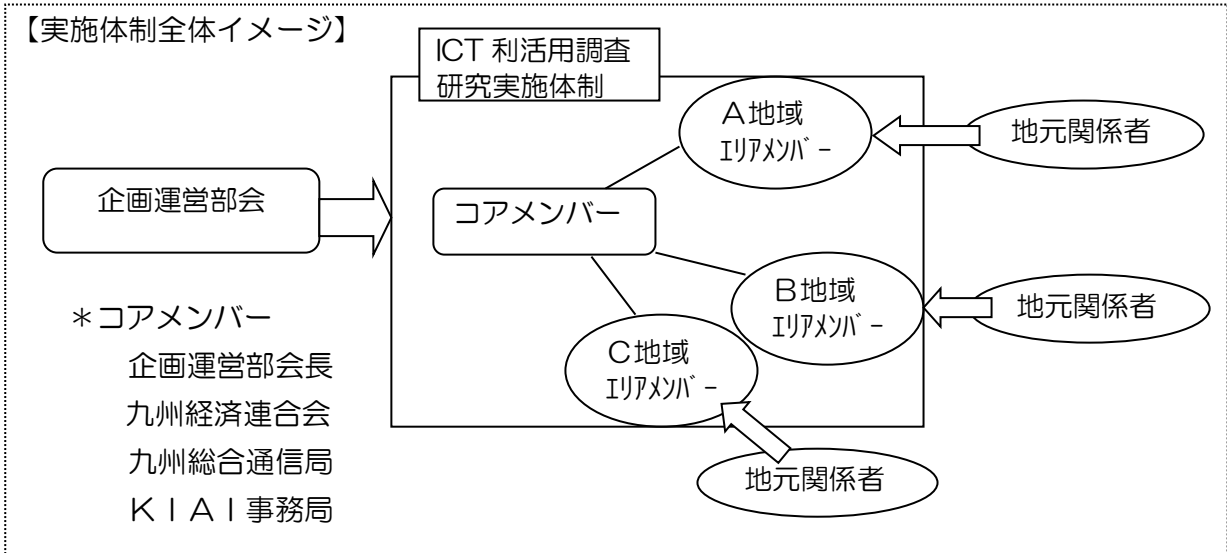 【実施体制全体イメージ】
ICT 利活用調査
研究実施体制
A地域
ｴﾘｱﾒﾝﾊﾞｰ
地元関係者
企画運営部会
コアメンバー
B地域
ｴﾘｱﾒﾝﾊﾞｰ
地元関係者
C地域
ｴﾘｱﾒﾝﾊﾞｰ
地元関係者
＊コアメンバー
企画運営部会長
九州経済連合会
九州総合通信局
ＫＩＡＩ事務局